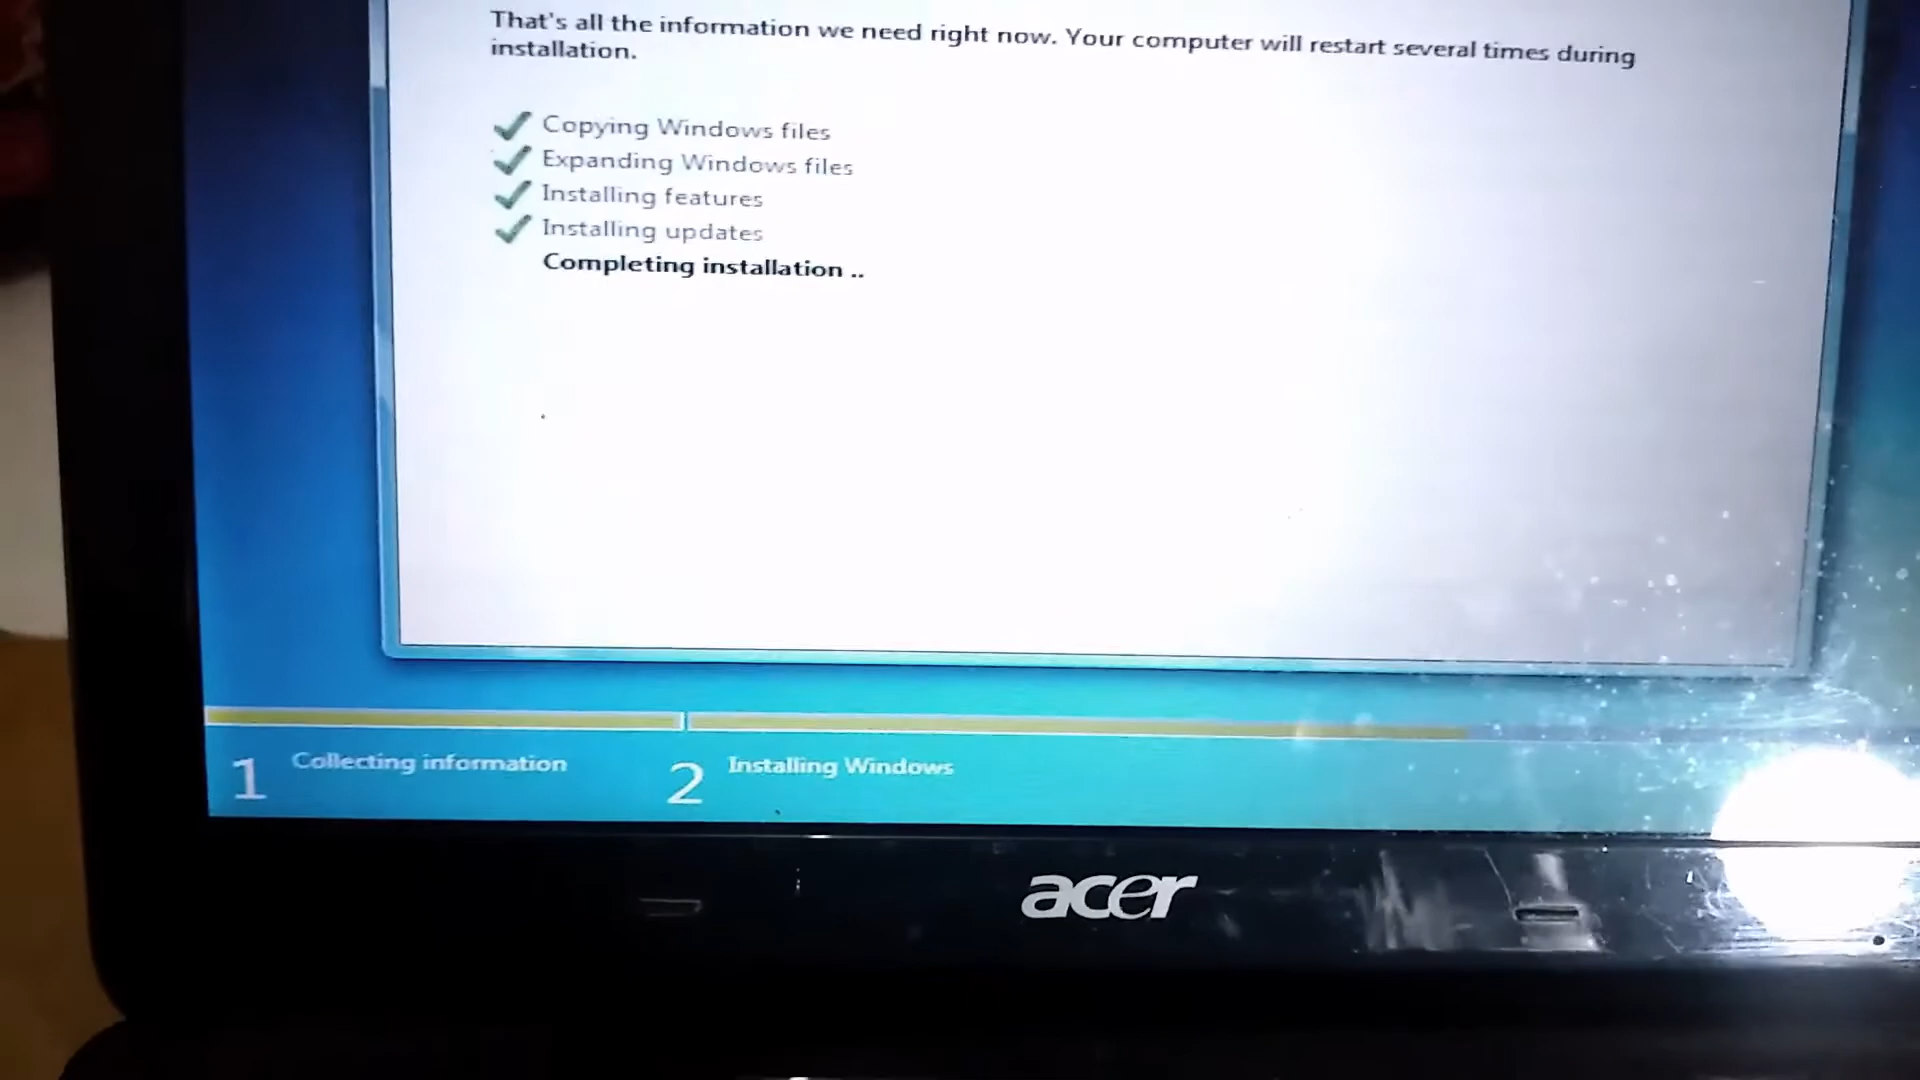 That's all the information we need right now. Your computer will restart several times during
installation.
Copying Windows files
Expanding Windows files
Installing features
Installing updates
Completing installation ..
1 Collecting information
2 Installing Windows
acer